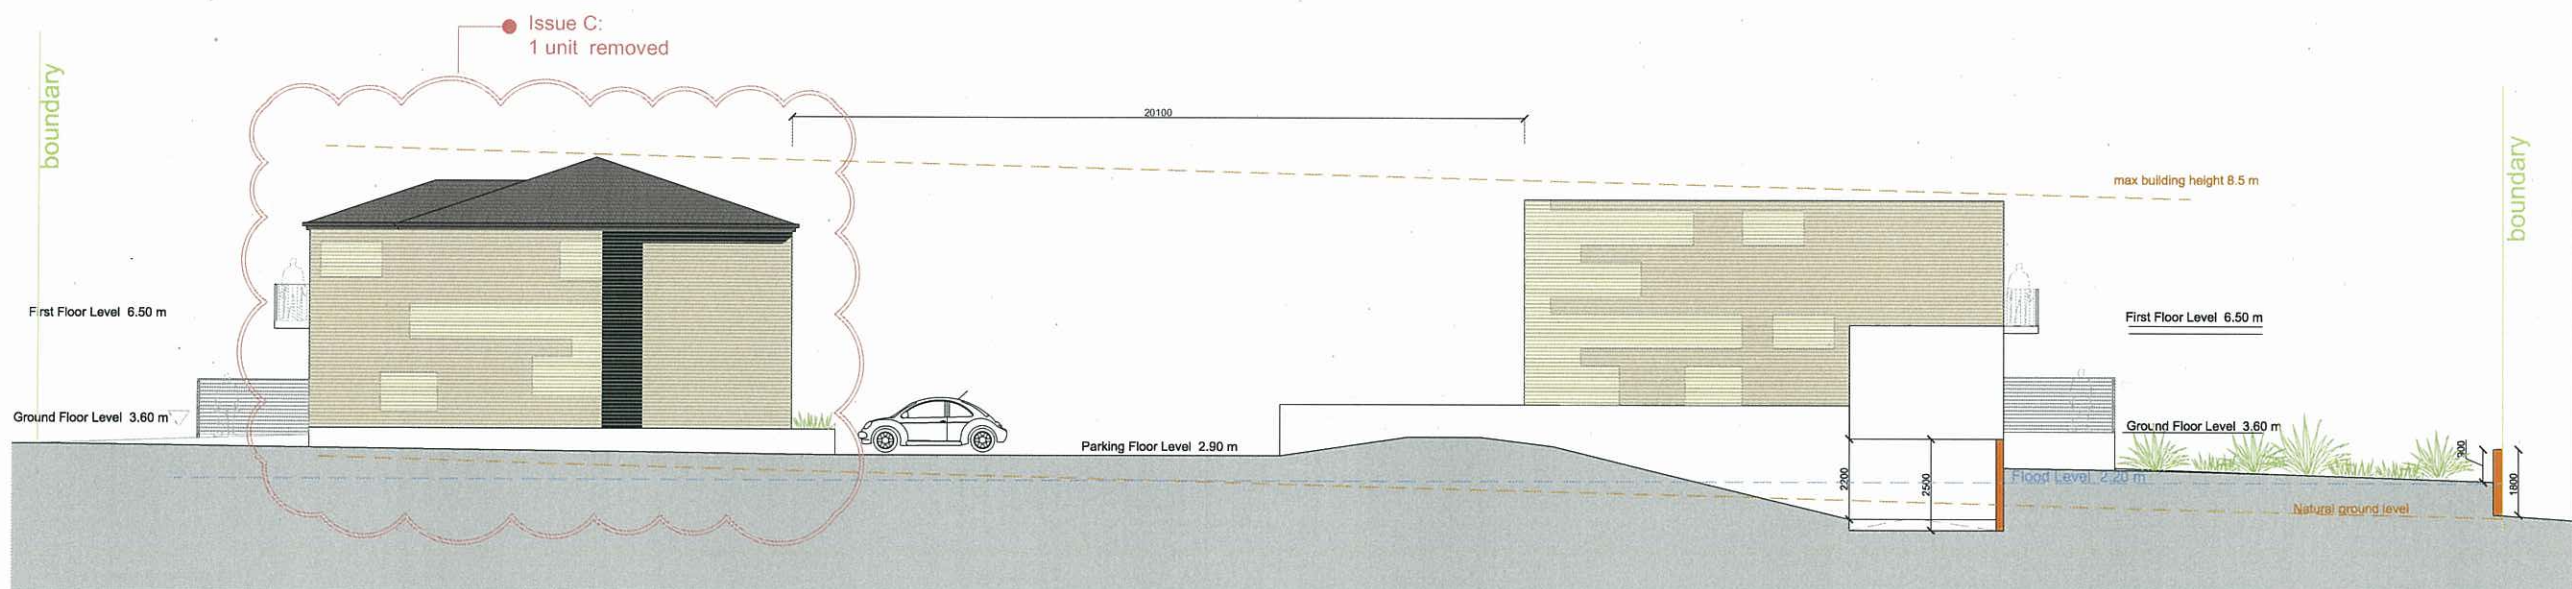 Issue C:
1 unit removed
boundary
20100
max building height 8.5 m
boundary
First Floor Level 6.50 m
First Floor Level 6.50 m
Ground Floor Level 3.60 m
Parking Floor Level 2.90 m
Ground Floor Level 3.60 m
2200
2500
Flood Level 2.20 m
900
1800
Natural ground level